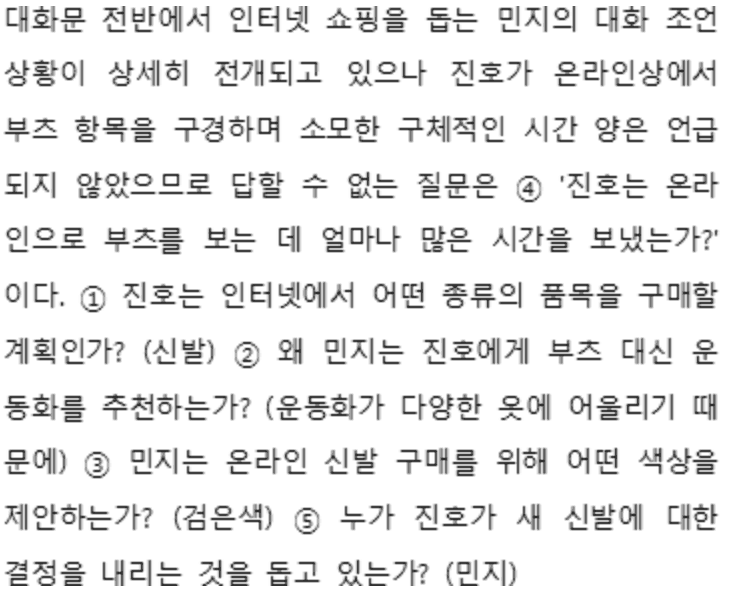 대화문 전반에서 인터넷 쇼핑을 돕는 민지의 대화 조언
상황이 상세히 전개되고 있으나 진호가 온라인상에서
부츠 항목을 구경하며 소모한 구체적인 시간 양은 언급
되지 않았으므로 답할 수 없는 질문은 ④ '진호는 온라
인으로 부츠를 보는 데 얼마나 많은 시간을 보냈는가?'
이다. ① 진호는 인터넷에서 어떤 종류의 품목을 구매할
계획인가? (신발) ② 왜 민지는 진호에게 부츠 대신 운
동화를 추천하는가? (운동화가 다양한 옷에 어울리기 때
문에) ③ 민지는 온라인 신발 구매를 위해 어떤 색상을
제안하는가? (검은색) ⑤ 누가 진호가 새 신발에 대한
결정을 내리는 것을 돕고 있는가? (민지)